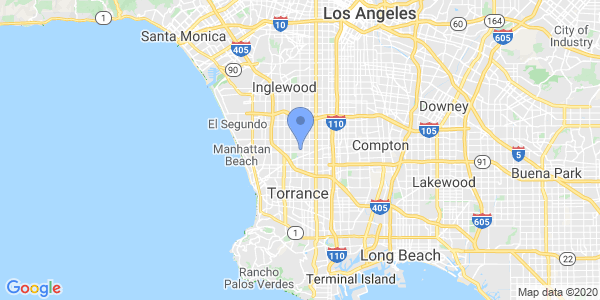 Los Angeles
1
10
60
164
City of
Industry
Santa Monica
405
605
90
Inglewood
Downey
El Segundo
110
105
Manhattan
Beach
Compton
5
91
Buena Park
Lakewood
Torrance
405
605
1
110
Long Beach
22
Rancho
Palos Verdes
Terminal Island
Google
Map data ©2020